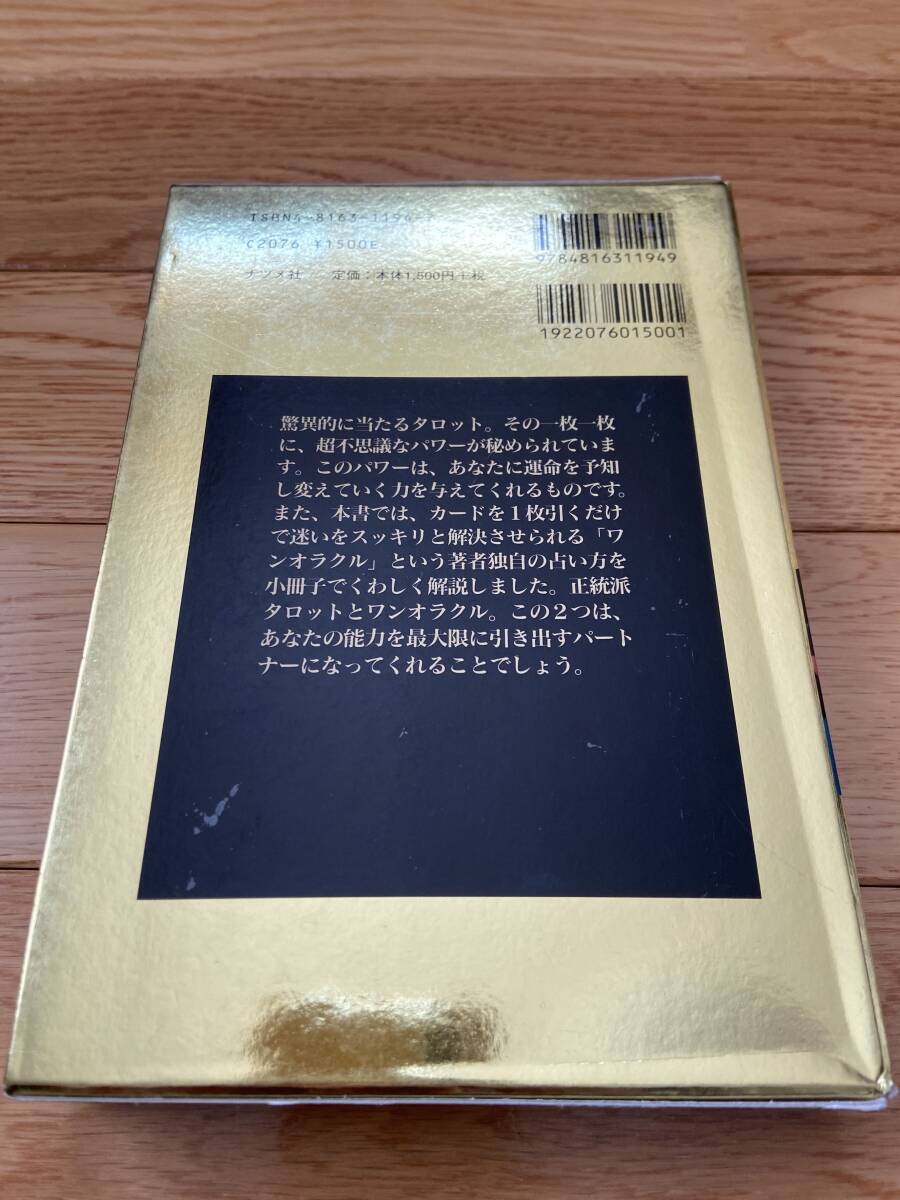 ISBN4-8163-1194-7
C2076 ¥1500E
ナツメ社 定価：本体1,500円+税
9784816311949
1922076015001
驚異的に当たるタロット。その一枚一枚
に、超不思議なパワーが秘められていま
す。このパワーは、あなたに運命を予知
し変えていく力を与えてくれるものです。
また、本書では、カードを１枚引くだけ
で迷いをスッキリと解決させられる「ワ
ンオラクル」という著者独自の占い方を
小冊子でくわしく解説しました。正統派
タロットとワンオラクル。この２つは、
あなたの能力を最大限に引き出すパート
ナーになってくれることでしょう。